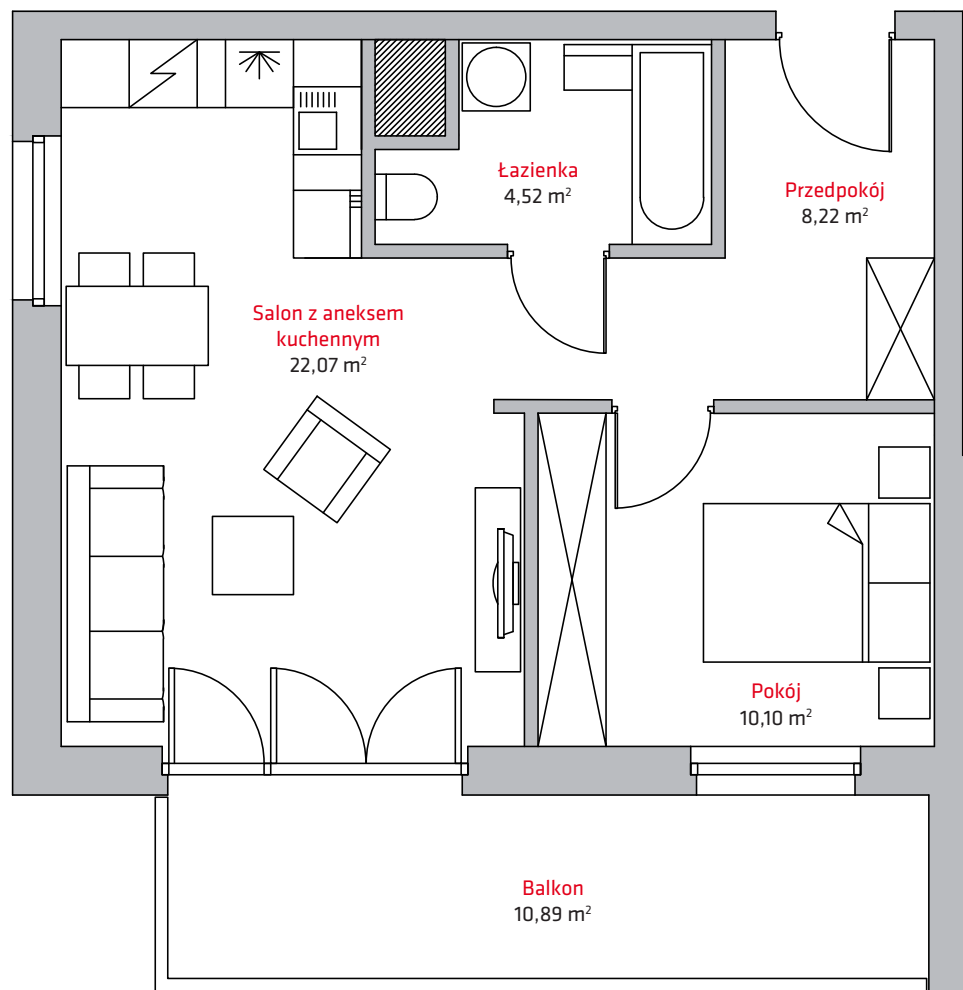 Łazienka
4,52 m²
Przedpokój
8,22 m²
Salon z aneksem
kuchennym
22,07 m²
Pokój
10,10 m²
Balkon
10,89 m²